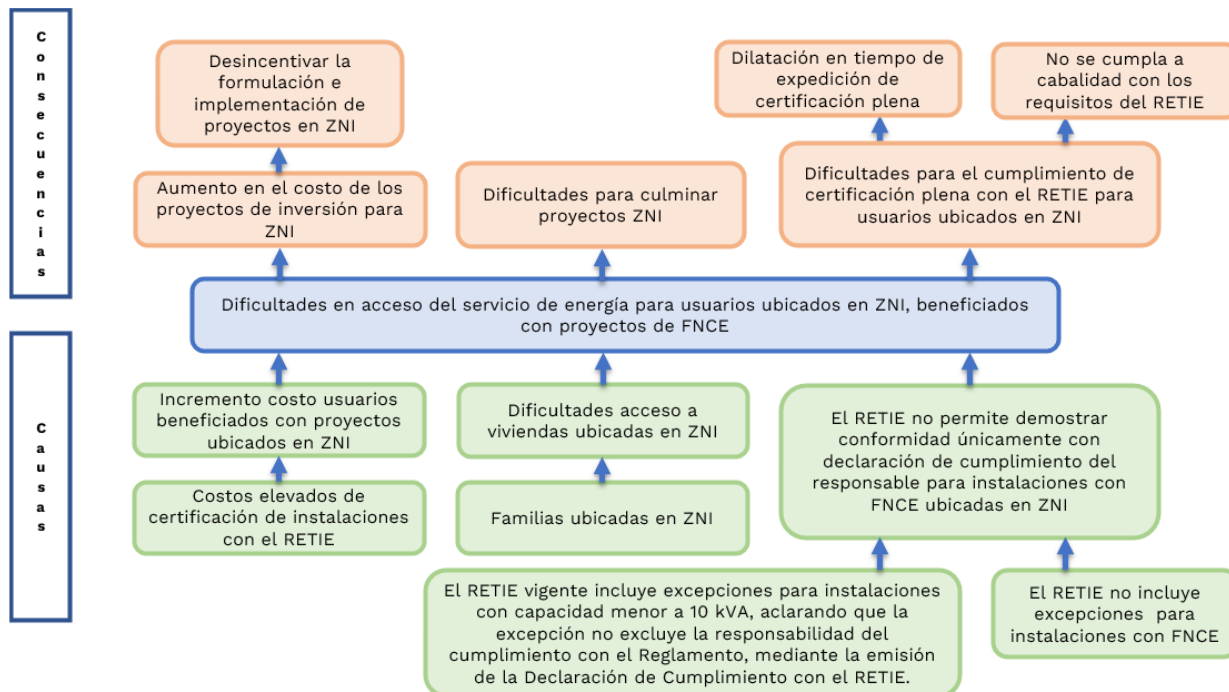 Consecuencias
Desincentivar la
formulación e
implementación de
proyectos en ZNI
Dilatación en tiempo de
expedición de
certificación plena
No se cumpla a
cabalidad con los
requisitos del RETIE
Aumento en el costo de los
proyectos de inversión para
ZNI
Dificultades para culminar
proyectos ZNI
Dificultades para el cumplimiento de
certificación plena con el RETIE para
usuarios ubicados en ZNI
Dificultades en acceso del servicio de energía para usuarios ubicados en ZNI, beneficiados
con proyectos de FNCE
Causas
Incremento costo usuarios
beneficiados con proyectos
ubicados en ZNI
Dificultades acceso a
viviendas ubicadas en ZNI
El RETIE no permite demostrar
conformidad únicamente con
declaración de cumplimiento del
responsable para instalaciones con
FNCE ubicadas en ZNI
Costos elevados de
certificación de instalaciones
con el RETIE
Familias ubicadas en ZNI
El RETIE vigente incluye excepciones para instalaciones
con capacidad menor a 10 kVA, aclarando que la
excepción no excluye la responsabilidad del
cumplimiento con el Reglamento, mediante la emisión
de la Declaración de Cumplimiento con el RETIE.
El RETIE no incluye
excepciones para
instalaciones con FNCE